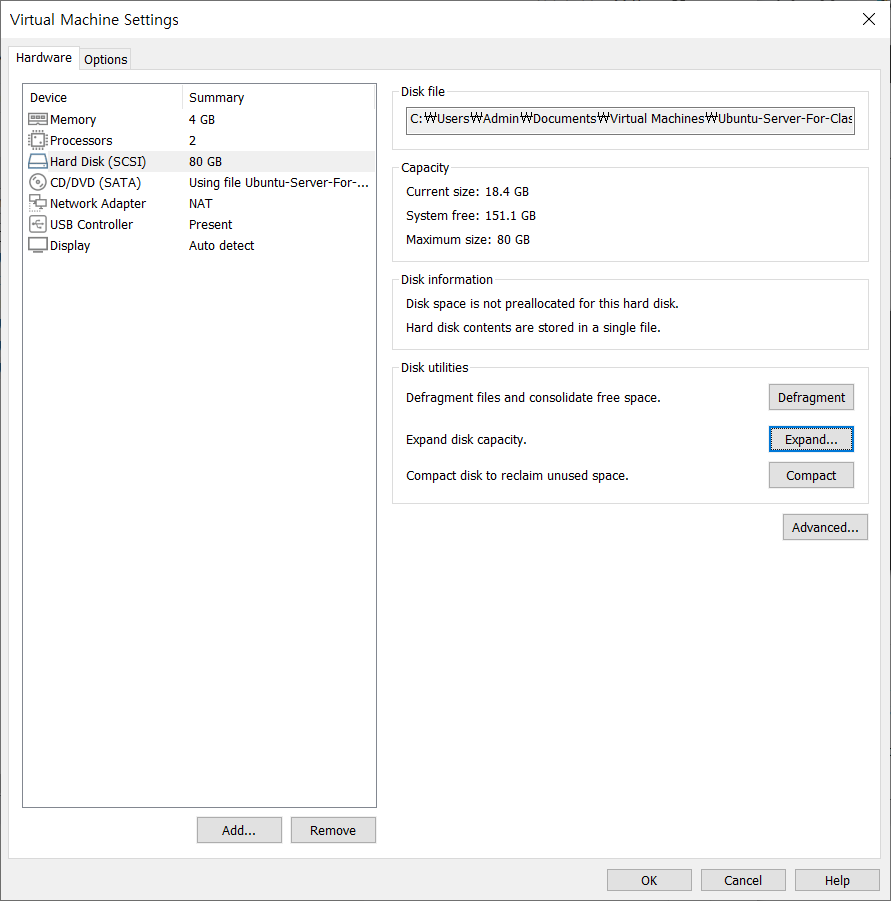 Virtual Machine Settings
Hardware
Options
Device Summary
Memory 4 GB
Processors 2
Hard Disk (SCSI) 80 GB
CD/DVD (SATA) Using file Ubuntu-Server-For-...
Network Adapter NAT
USB Controller Present
Display Auto detect
Add...
Remove
Disk file
C:₩Users₩Admin₩Documents₩Virtual Machines₩Ubuntu-Server-For-Clas
Capacity
Current size: 18.4 GB
System free: 151.1 GB
Maximum size: 80 GB
Disk information
Disk space is not preallocated for this hard disk.
Hard disk contents are stored in a single file.
Disk utilities
Defragment files and consolidate free space. Defragment
Expand disk capacity. Expand...
Compact disk to reclaim unused space. Compact
Advanced...
OK
Cancel
Help